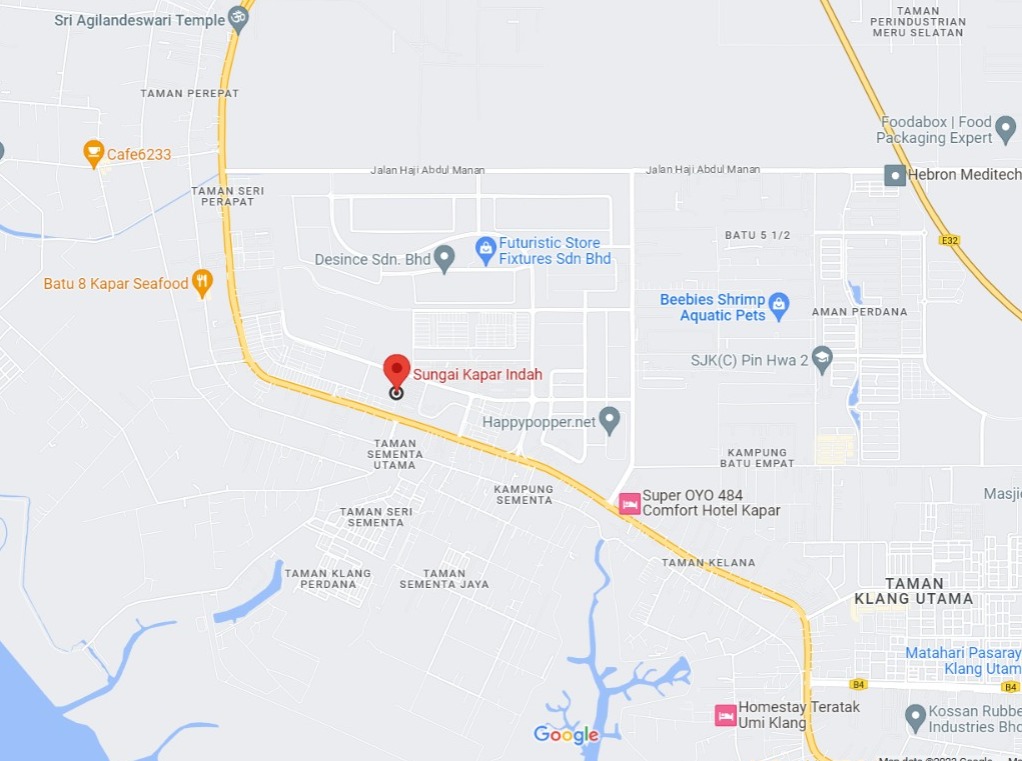 Sri Agilandeswari Temple
TAMAN
PERINDUSTRIAN
MERU SELATAN
TAMAN PEREPAT
Foodabox | Food
Packaging Expert
Cafe6233
Jalan Haji Abdul Manan
Jalan Haji Abdul Manan
Hebron Meditech
TAMAN SERI
PERAPAT
BATU 5 1/2
E32
Futuristic Store
Fixtures Sdn Bhd
Desince Sdn. Bhd
Batu 8 Kapar Seafood
Beebies Shrimp
Aquatic Pets
AMAN PERDANA
SJK(C) Pin Hwa 2
Sungai Kapar Indah
Happypopper.net
TAMAN
SEMENTA
UTAMA
KAMPUNG
BATU EMPAT
KAMPUNG
SEMENTA
Super OYO 484
Comfort Hotel Kapar
Masji
TAMAN SERI
SEMENTA
TAMAN KELANA
TAMAN KLANG
PERDANA
TAMAN
SEMENTA JAYA
TAMAN
KLANG UTAMA
Matahari Pasaray
Klang Utam
B4
B4
Homestay Teratak
Umi Klang
Kossan Rubbe
Industries Bhd
Google